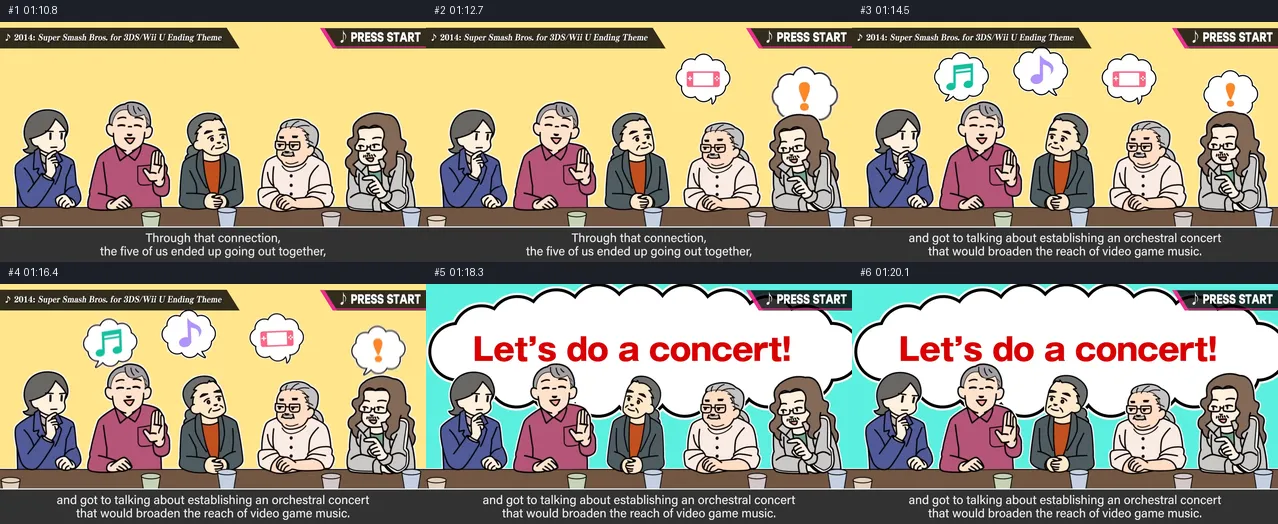 #1 01:10.8
♪ 2014: Super Smash Bros. for 3DS/Wii U Ending Theme
♪ PRESS START
Through that connection,
the five of us ended up going out together,
#2 01:12.7
♪ 2014: Super Smash Bros. for 3DS/Wii U Ending Theme
♪ PRESS START
Through that connection,
the five of us ended up going out together,
#3 01:14.5
♪ 2014: Super Smash Bros. for 3DS/Wii U Ending Theme
♪ PRESS START
and got to talking about establishing an orchestral concert
that would broaden the reach of video game music.
#4 01:16.4
♪ 2014: Super Smash Bros. for 3DS/Wii U Ending Theme
♪ PRESS START
and got to talking about establishing an orchestral concert
that would broaden the reach of video game music.
#5 01:18.3
♪ PRESS START
Let's do a concert!
and got to talking about establishing an orchestral concert
that would broaden the reach of video game music.
#6 01:20.1
♪ PRESS START
Let's do a concert!
and got to talking about establishing an orchestral concert
that would broaden the reach of video game music.